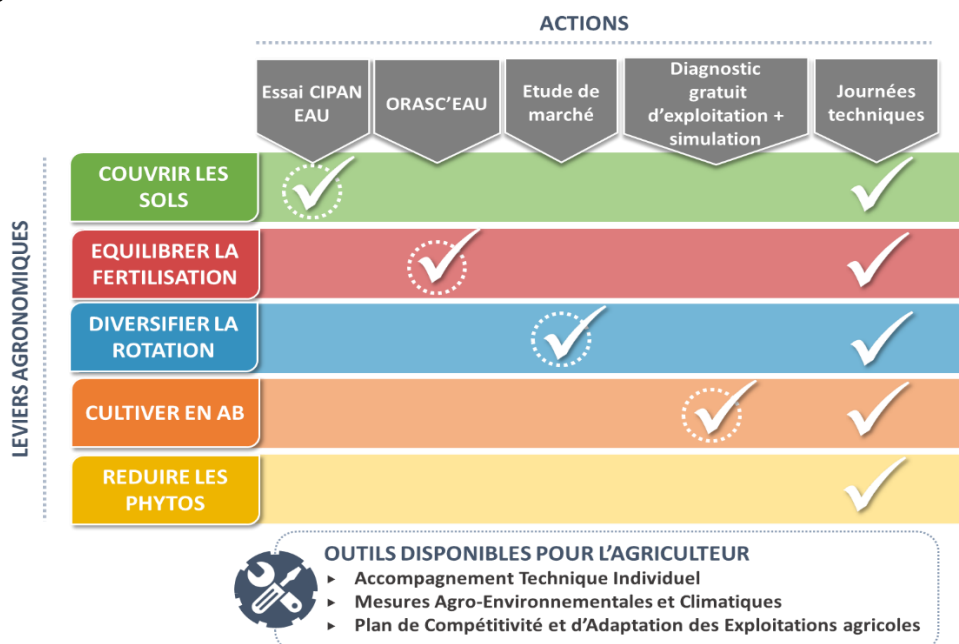 ACTIONS
Essai CIPAN
EAU
ORASC'EAU
Etude de
marché
Diagnostic
gratuit
d'exploitation +
simulation
Journées
techniques
LEVIERS AGRONOMIQUES
COUVRIR LES
SOLS
EQUILIBRER LA
FERTILISATION
DIVERSIFIER LA
ROTATION
CULTIVER EN AB
REDUIRE LES
PHYTOS
OUTILS DISPONIBLES POUR L'AGRICULTEUR
▸ Accompagnement Technique Individuel
▸ Mesures Agro-Environnementales et Climatiques
▸ Plan de Compétitivité et d'Adaptation des Exploitations agricoles